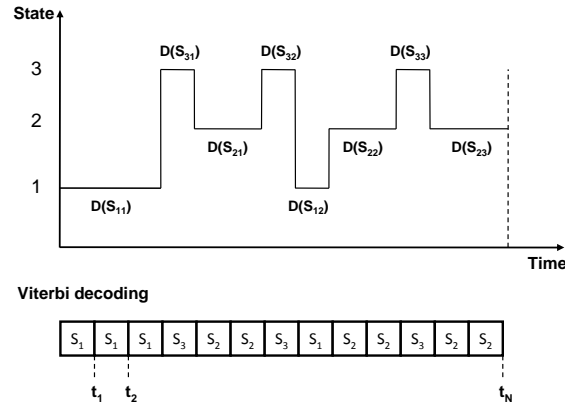 State
D(S31) D(S32) D(S33)
3
2
D(S21) D(S22) D(S23)
1
D(S11) D(S12)
Time
Viterbi decoding
S1 S1 S1 S3 S2 S2 S3 S1 S2 S2 S3 S2 S2
t1 t2 tN